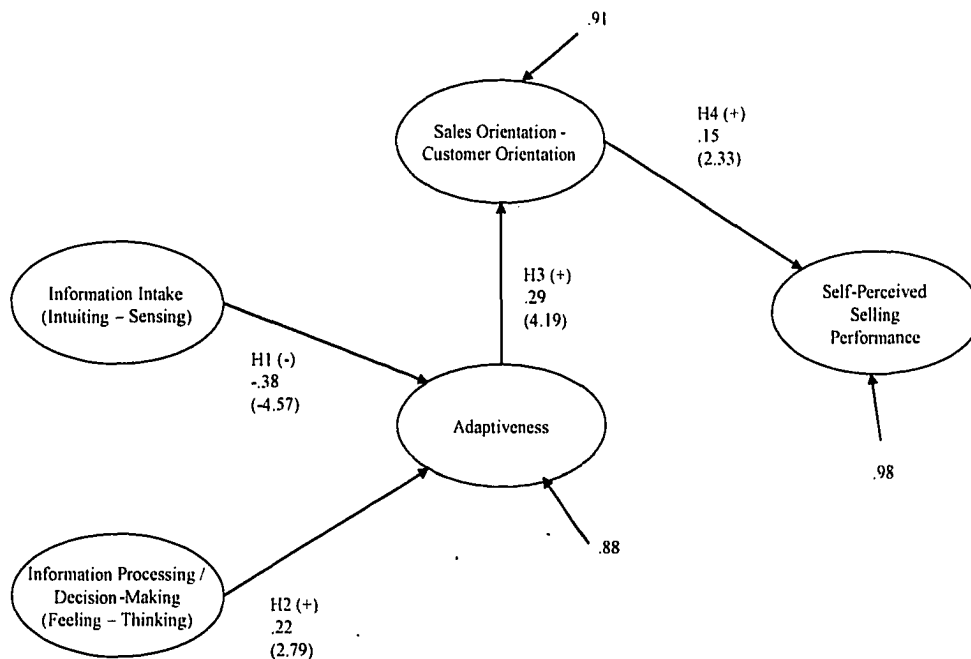 .91
Sales Orientation -
Customer Orientation
H4 (+)
.15
(2.33)
Information Intake
(Intuiting – Sensing)
H3 (+)
.29
(4.19)
Self-Perceived
Selling
Performance
H1 (-)
-.38
(-4.57)
Adaptiveness
.98
.88
Information Processing /
Decision-Making
(Feeling – Thinking)
H2 (+)
.22
(2.79)